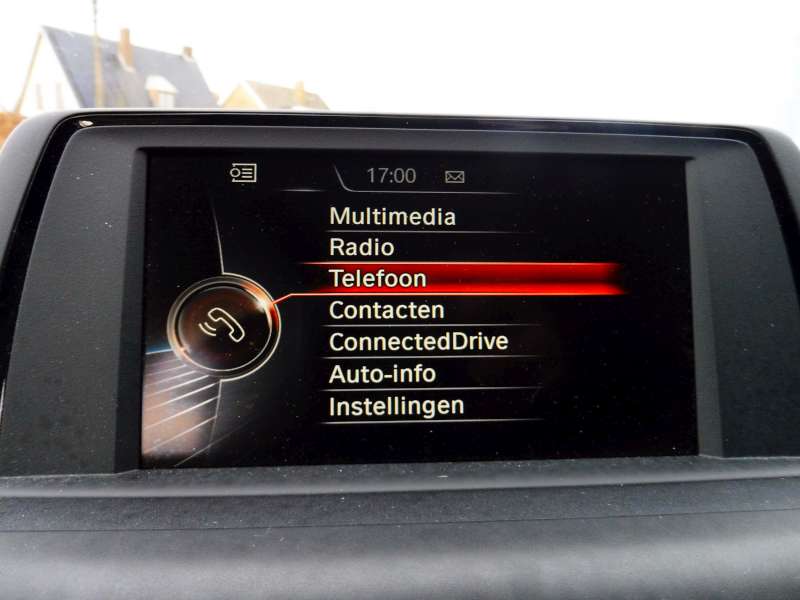 17:00
Multimedia
Radio
Telefoon
Contacten
ConnectedDrive
Auto-info
Instellingen